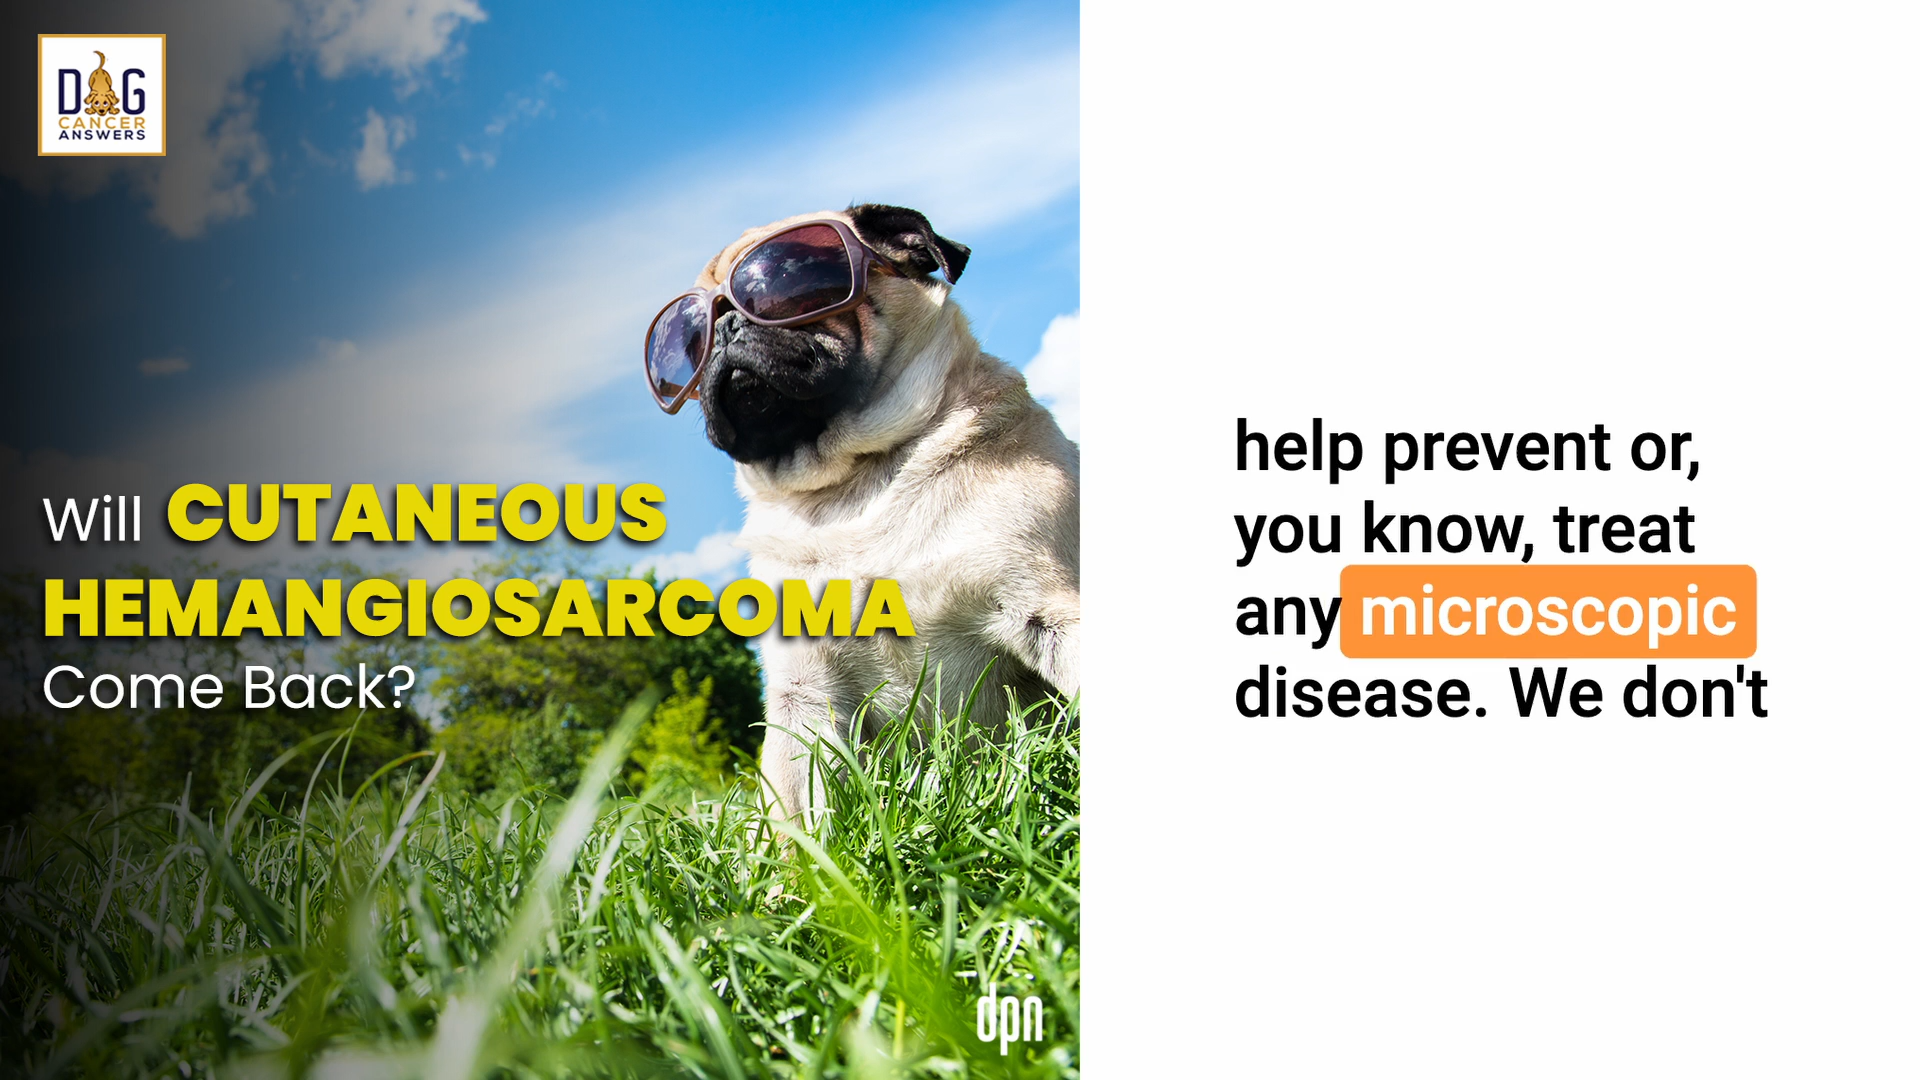 DOG
CANCER
ANSWERS
Will CUTANEOUS
HEMANGIOSARCOMA
Come Back?
dpn
help prevent or,
you know, treat
any microscopic
disease. We don't